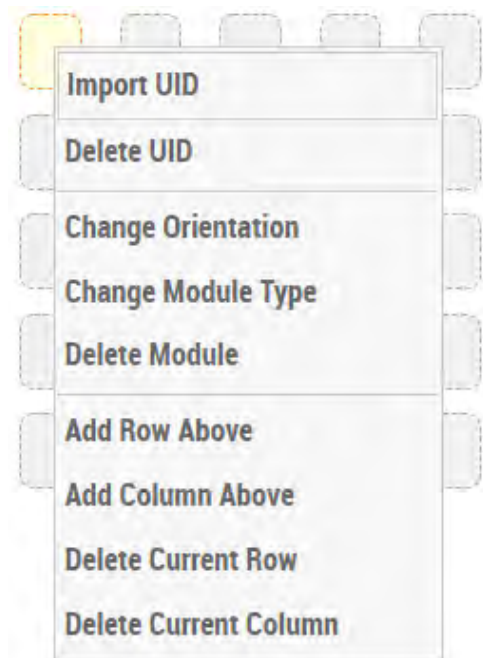 Import UID
Delete UID
Change Orientation
Change Module Type
Delete Module
Add Row Above
Add Column Above
Delete Current Row
Delete Current Column